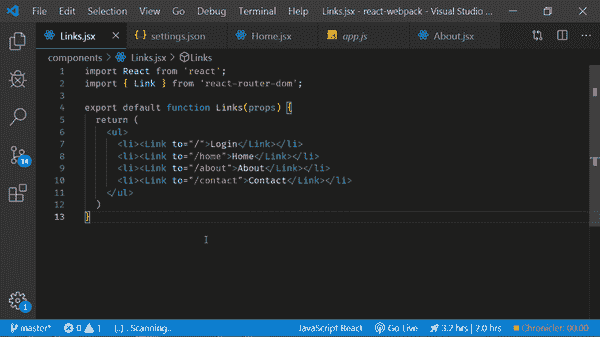 File Edit Selection View Go Debug Terminal Help Links.jsx - react-webpack - Visual Studio ...
Links.jsx settings.json Home.jsx app.js About.jsx
components > Links.jsx > Links
1 import React from 'react';
2 import { Link } from 'react-router-dom';
3
4 export default function Links(props) {
5 return (
6 <ul>
7 <li><Link to="/">Login</Link></li>
8 <li><Link to="/home">Home</Link></li>
9 <li><Link to="/about">About</Link></li>
10 <li><Link to="/contact">Contact</Link></li>
11 </ul>
12 )
13 }
14
1
master* 0 1 {..} . Scanning.. JavaScript React Go Live 3.2 hrs | 2.0 hrs Chronicler: 00:00